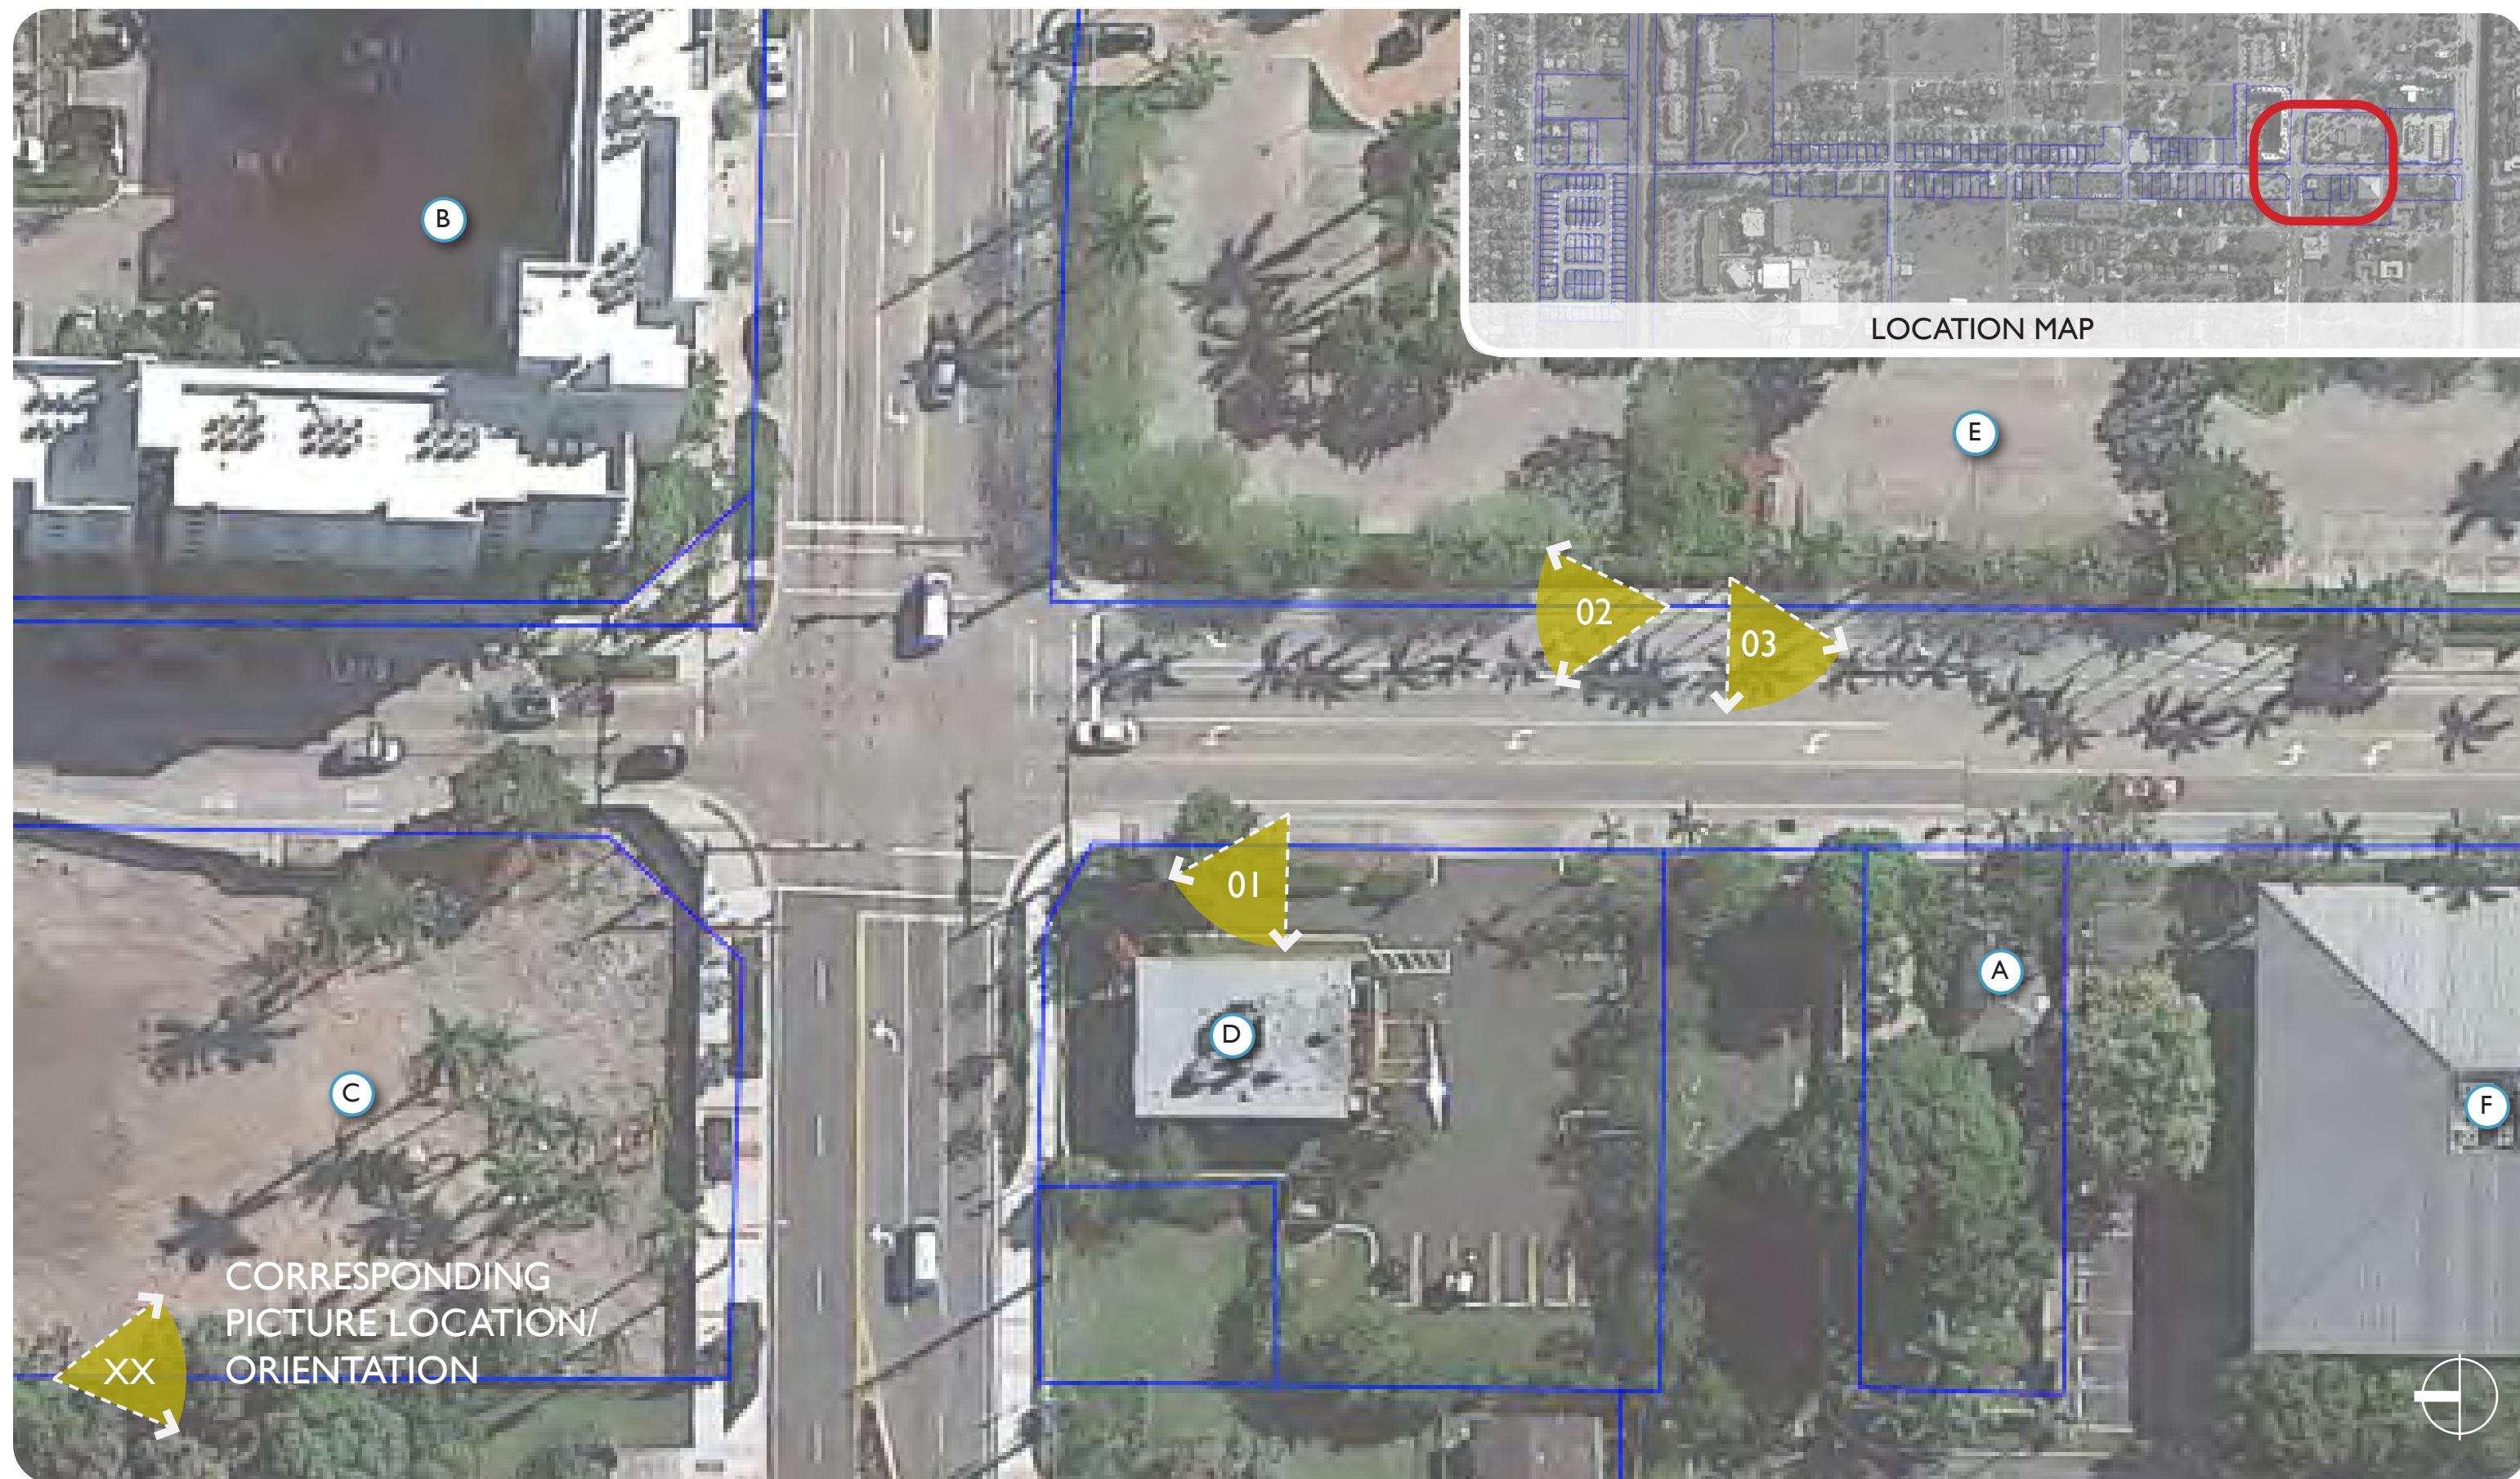 LOCATION MAP
B
E
02
03
01
A
D
C
F
CORRESPONDING
PICTURE LOCATION/
ORIENTATION
XX